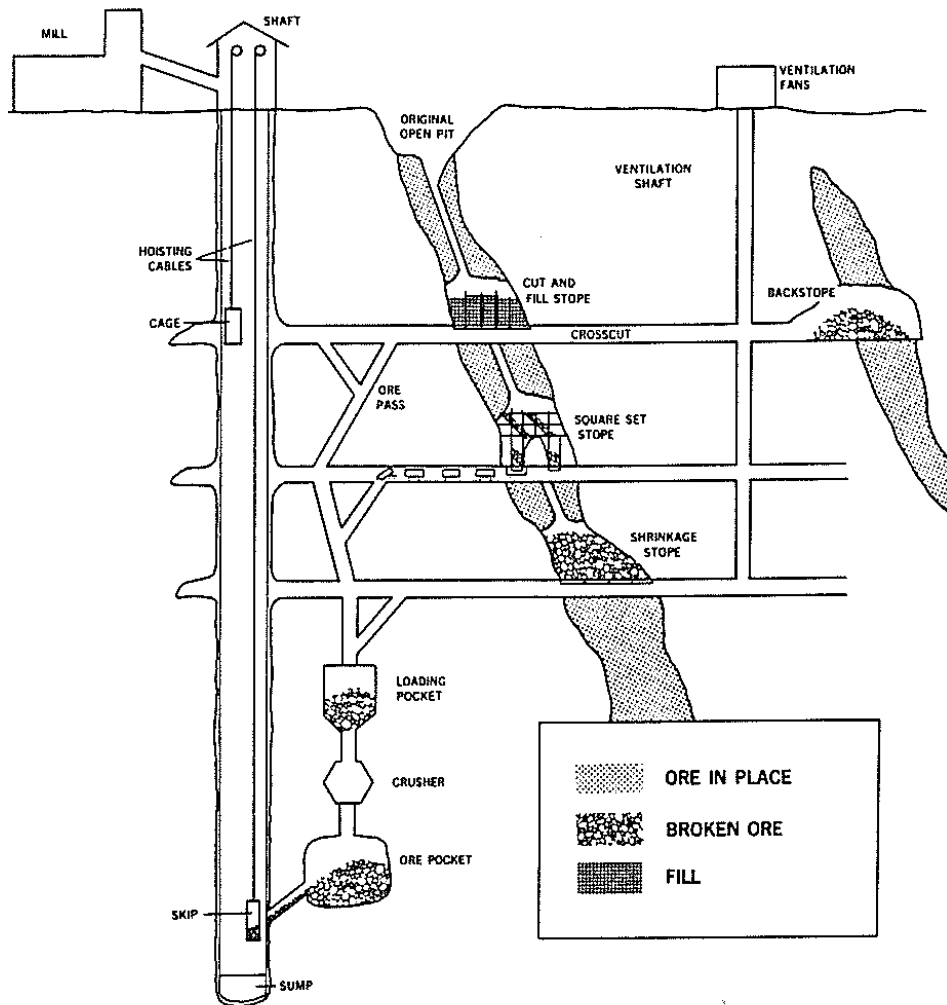 SHAFT
MILL
VENTILATION
FANS
ORIGINAL
OPEN PIT
VENTILATION
SHAFT
HOISTING
CABLES
CUT AND
FILL STOPE
BACKSTOPE
CAGE
CROSSCUT
ORE
PASS
SQUARE SET
STOPE
SHRINKAGE
STOPE
LOADING
POCKET
CRUSHER
ORE POCKET
SKIP
SUMP
ORE IN PLACE
BROKEN ORE
FILL